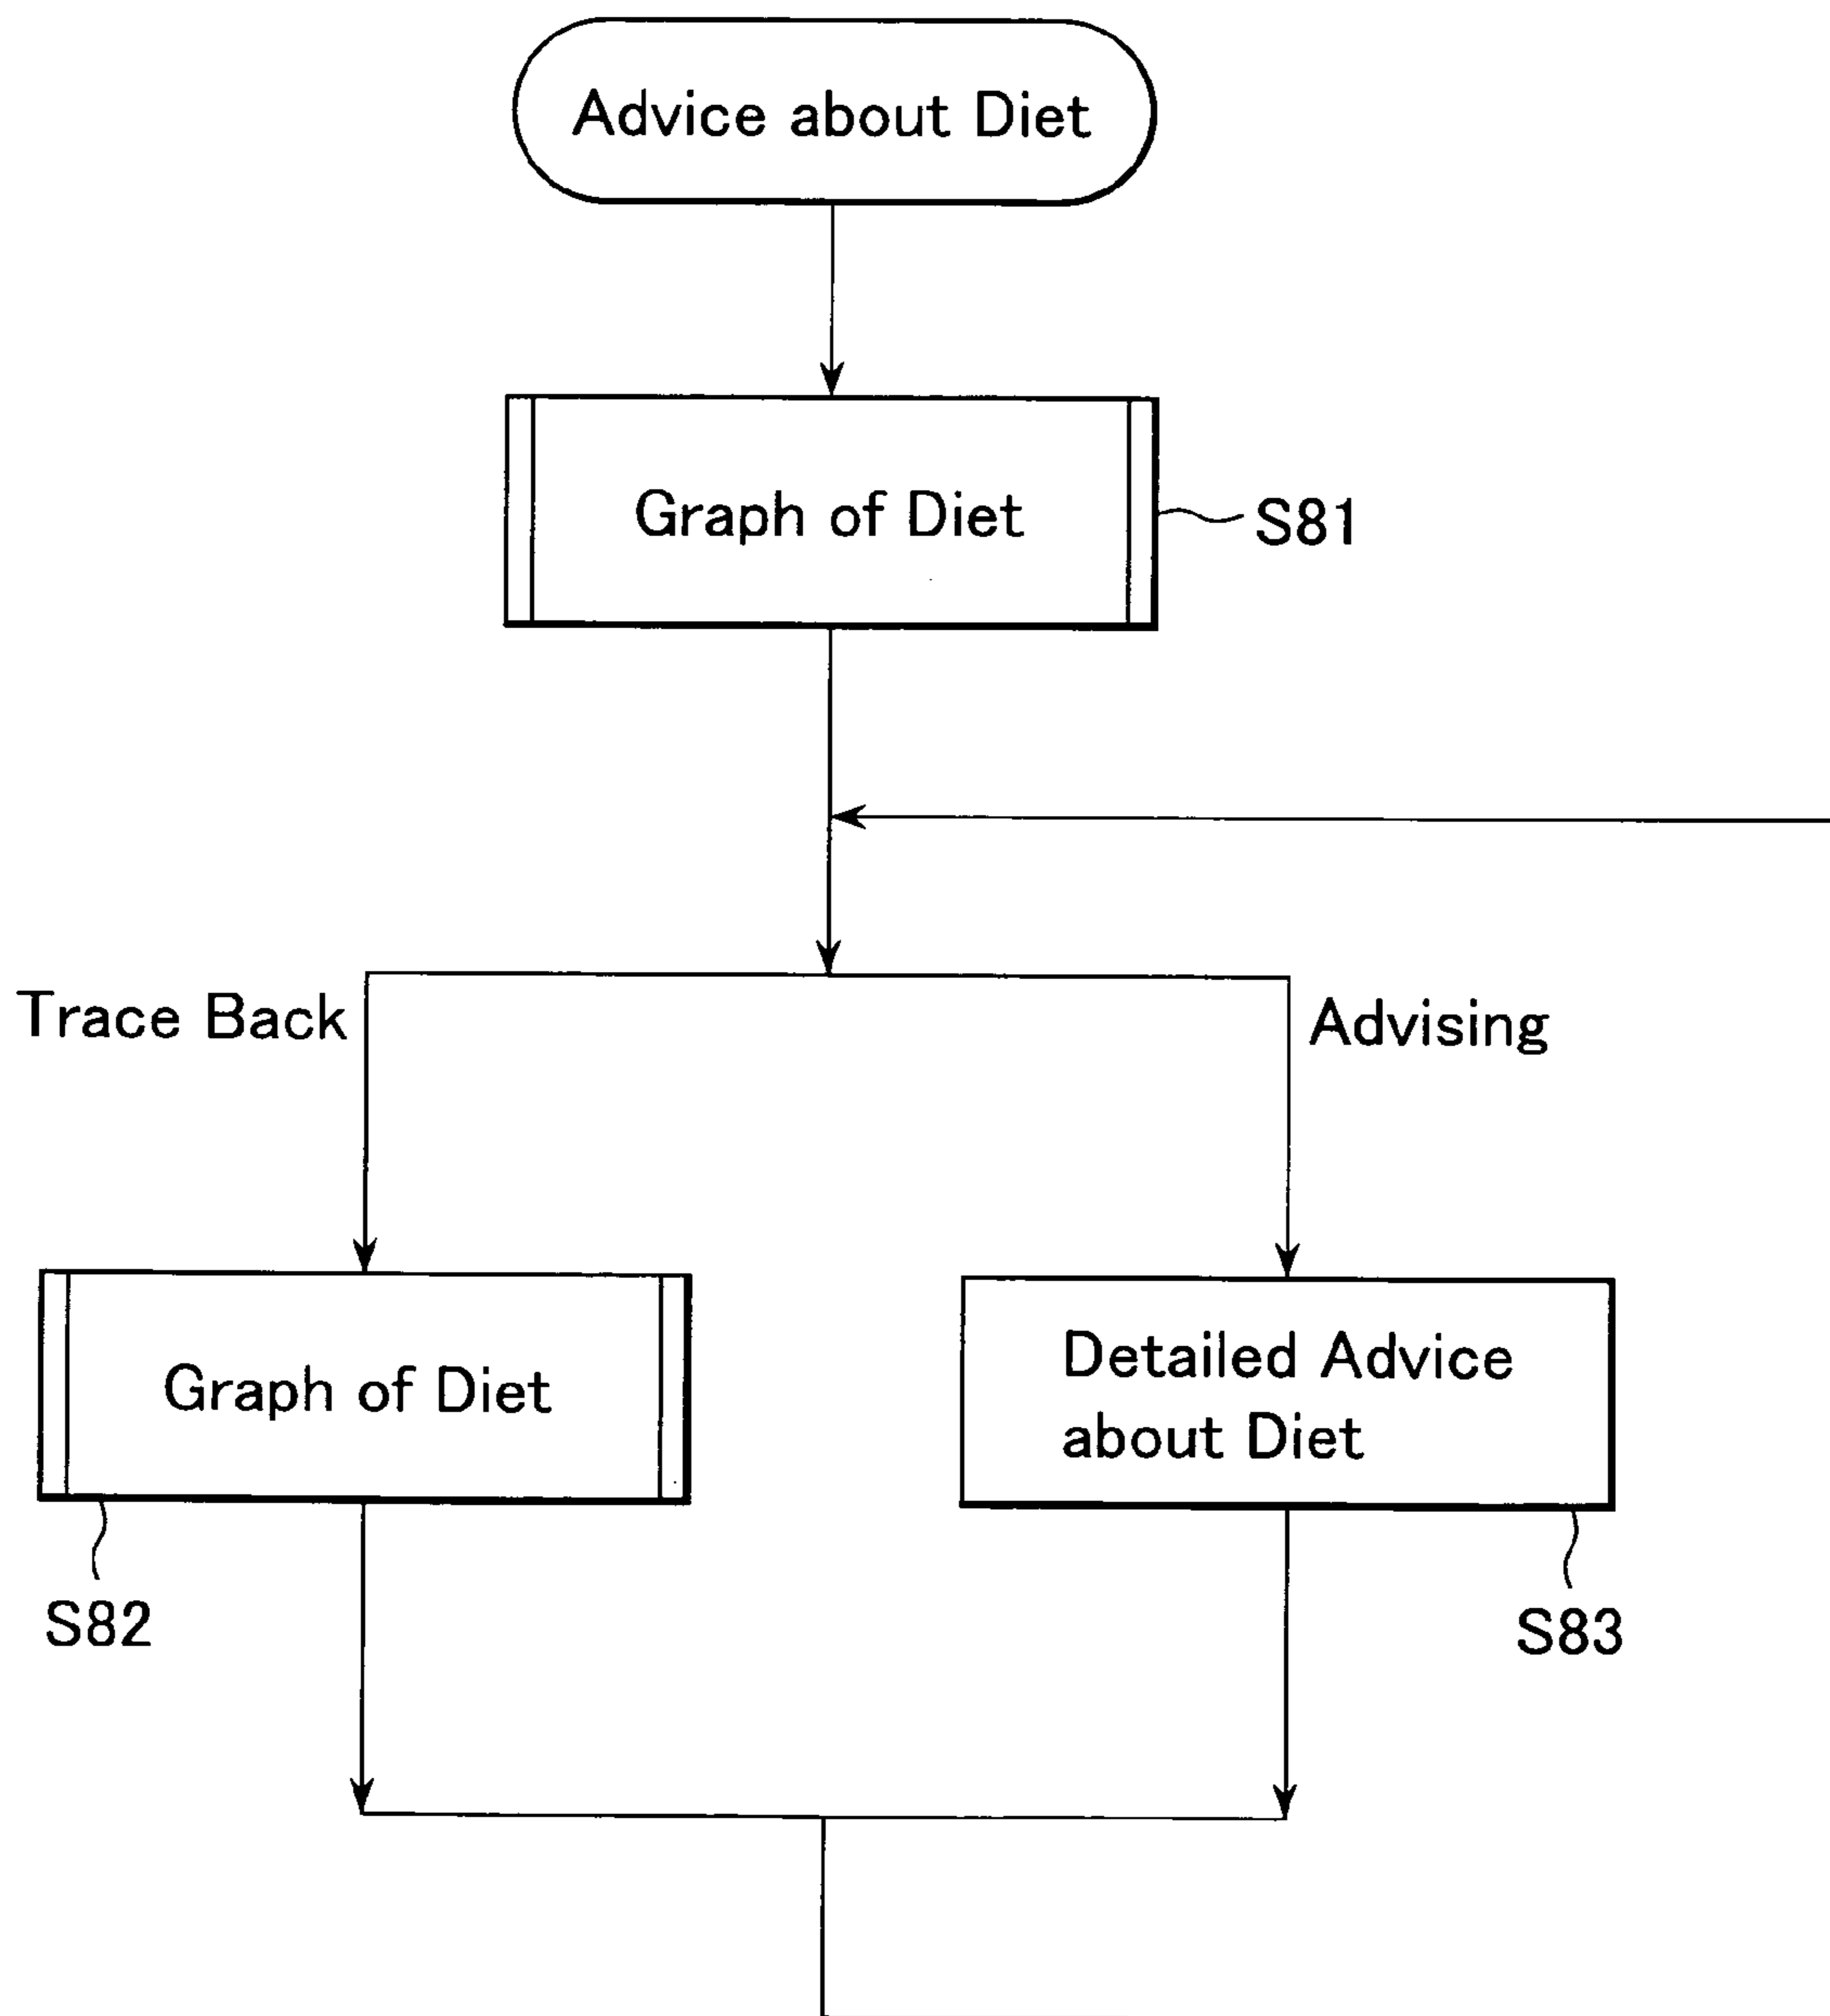 Advice about Diet
Graph of Diet
S81
Trace Back
Advising
Graph of Diet
Detailed Advice
about Diet
S82
S83